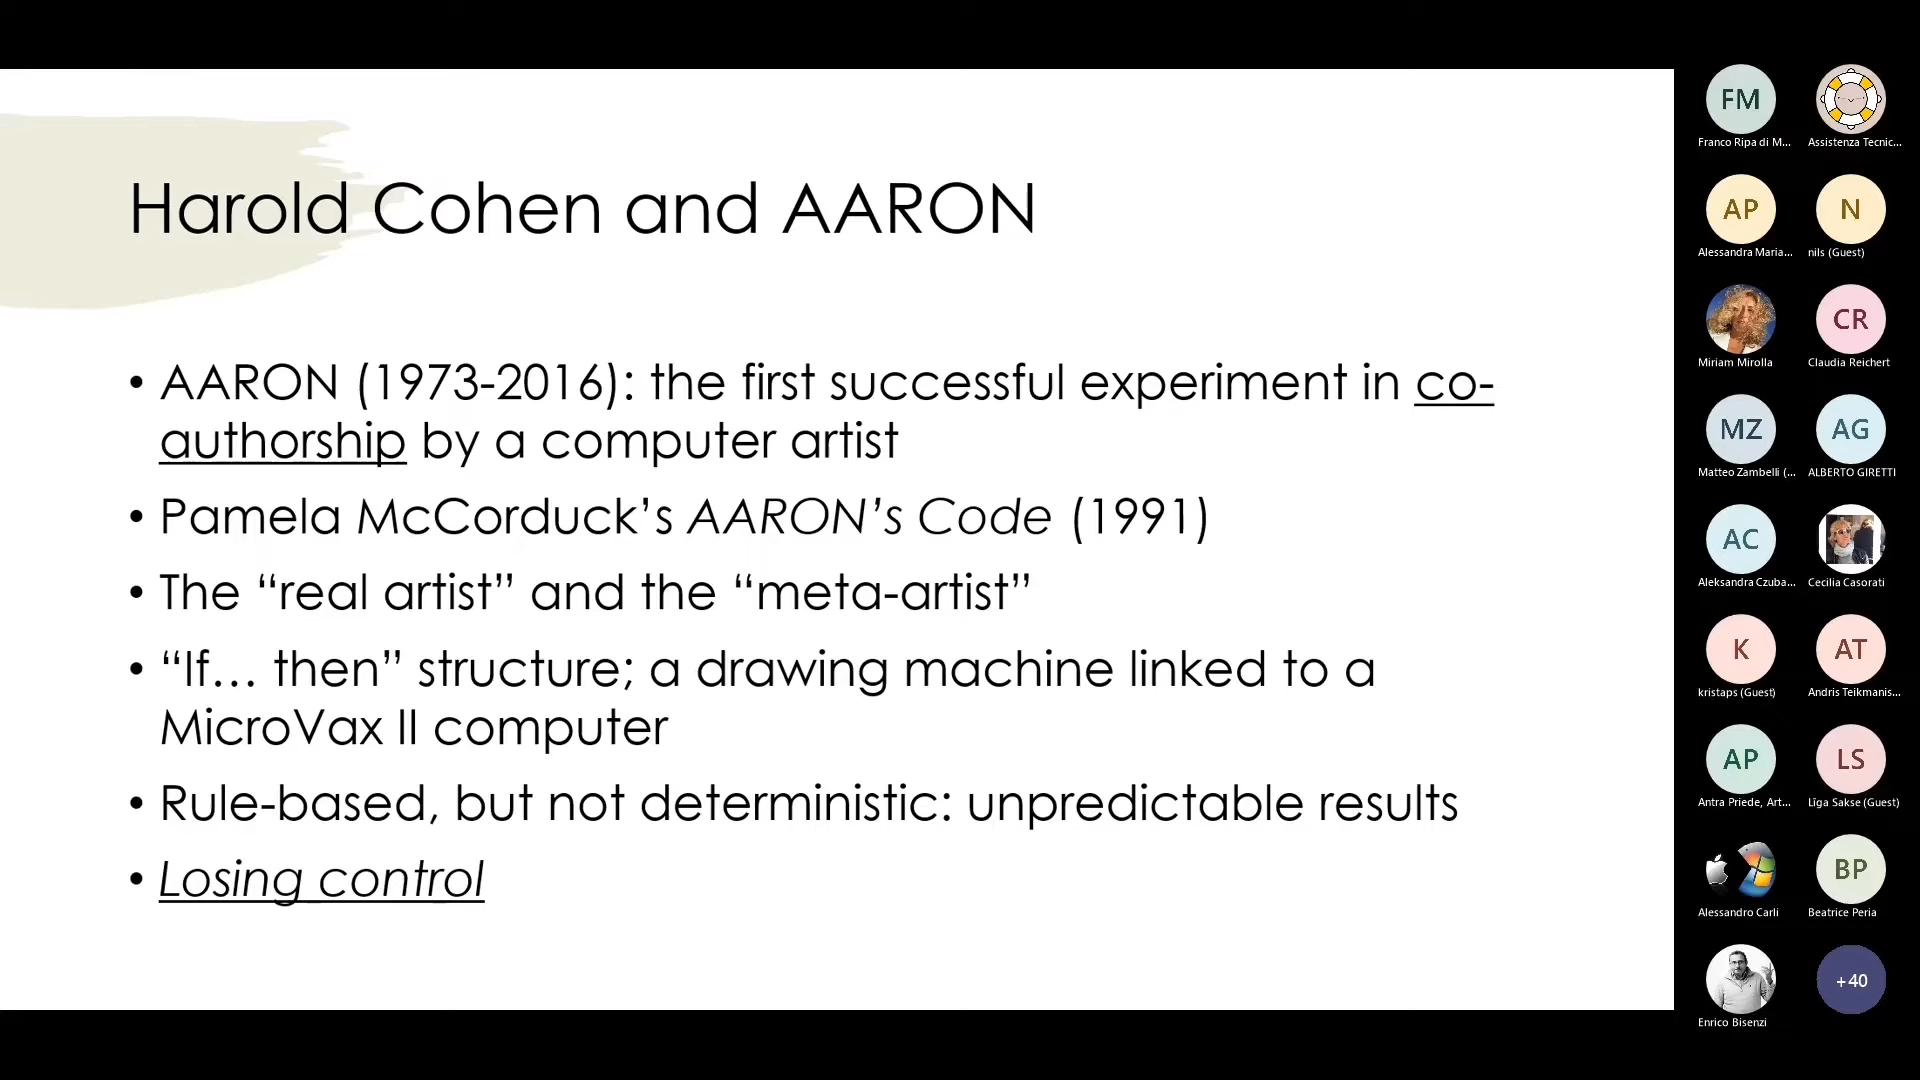 Harold Cohen and AARON
• AARON (1973-2016): the first successful experiment in co-
authorship by a computer artist
• Pamela McCorduck’s AARON’s Code (1991)
• The “real artist” and the “meta-artist”
• “If… then” structure; a drawing machine linked to a
MicroVax II computer
• Rule-based, but not deterministic: unpredictable results
• Losing control
FM
Franco Ripa di M...
Assistenza Tecnic...
AP
Alessandra Maria...
N
nils (Guest)
Miriam Mirolla
CR
Claudia Reichert
MZ
Matteo Zambelli (...
AG
ALBERTO GIRETTI
AC
Aleksandra Czuba...
Cecilia Casorati
K
kristaps (Guest)
AT
Andris Teikmanis...
AP
Antra Priede, Art...
LS
Līga Sakse (Guest)
Alessandro Carli
BP
Beatrice Peria
Enrico Bisenzi
+40